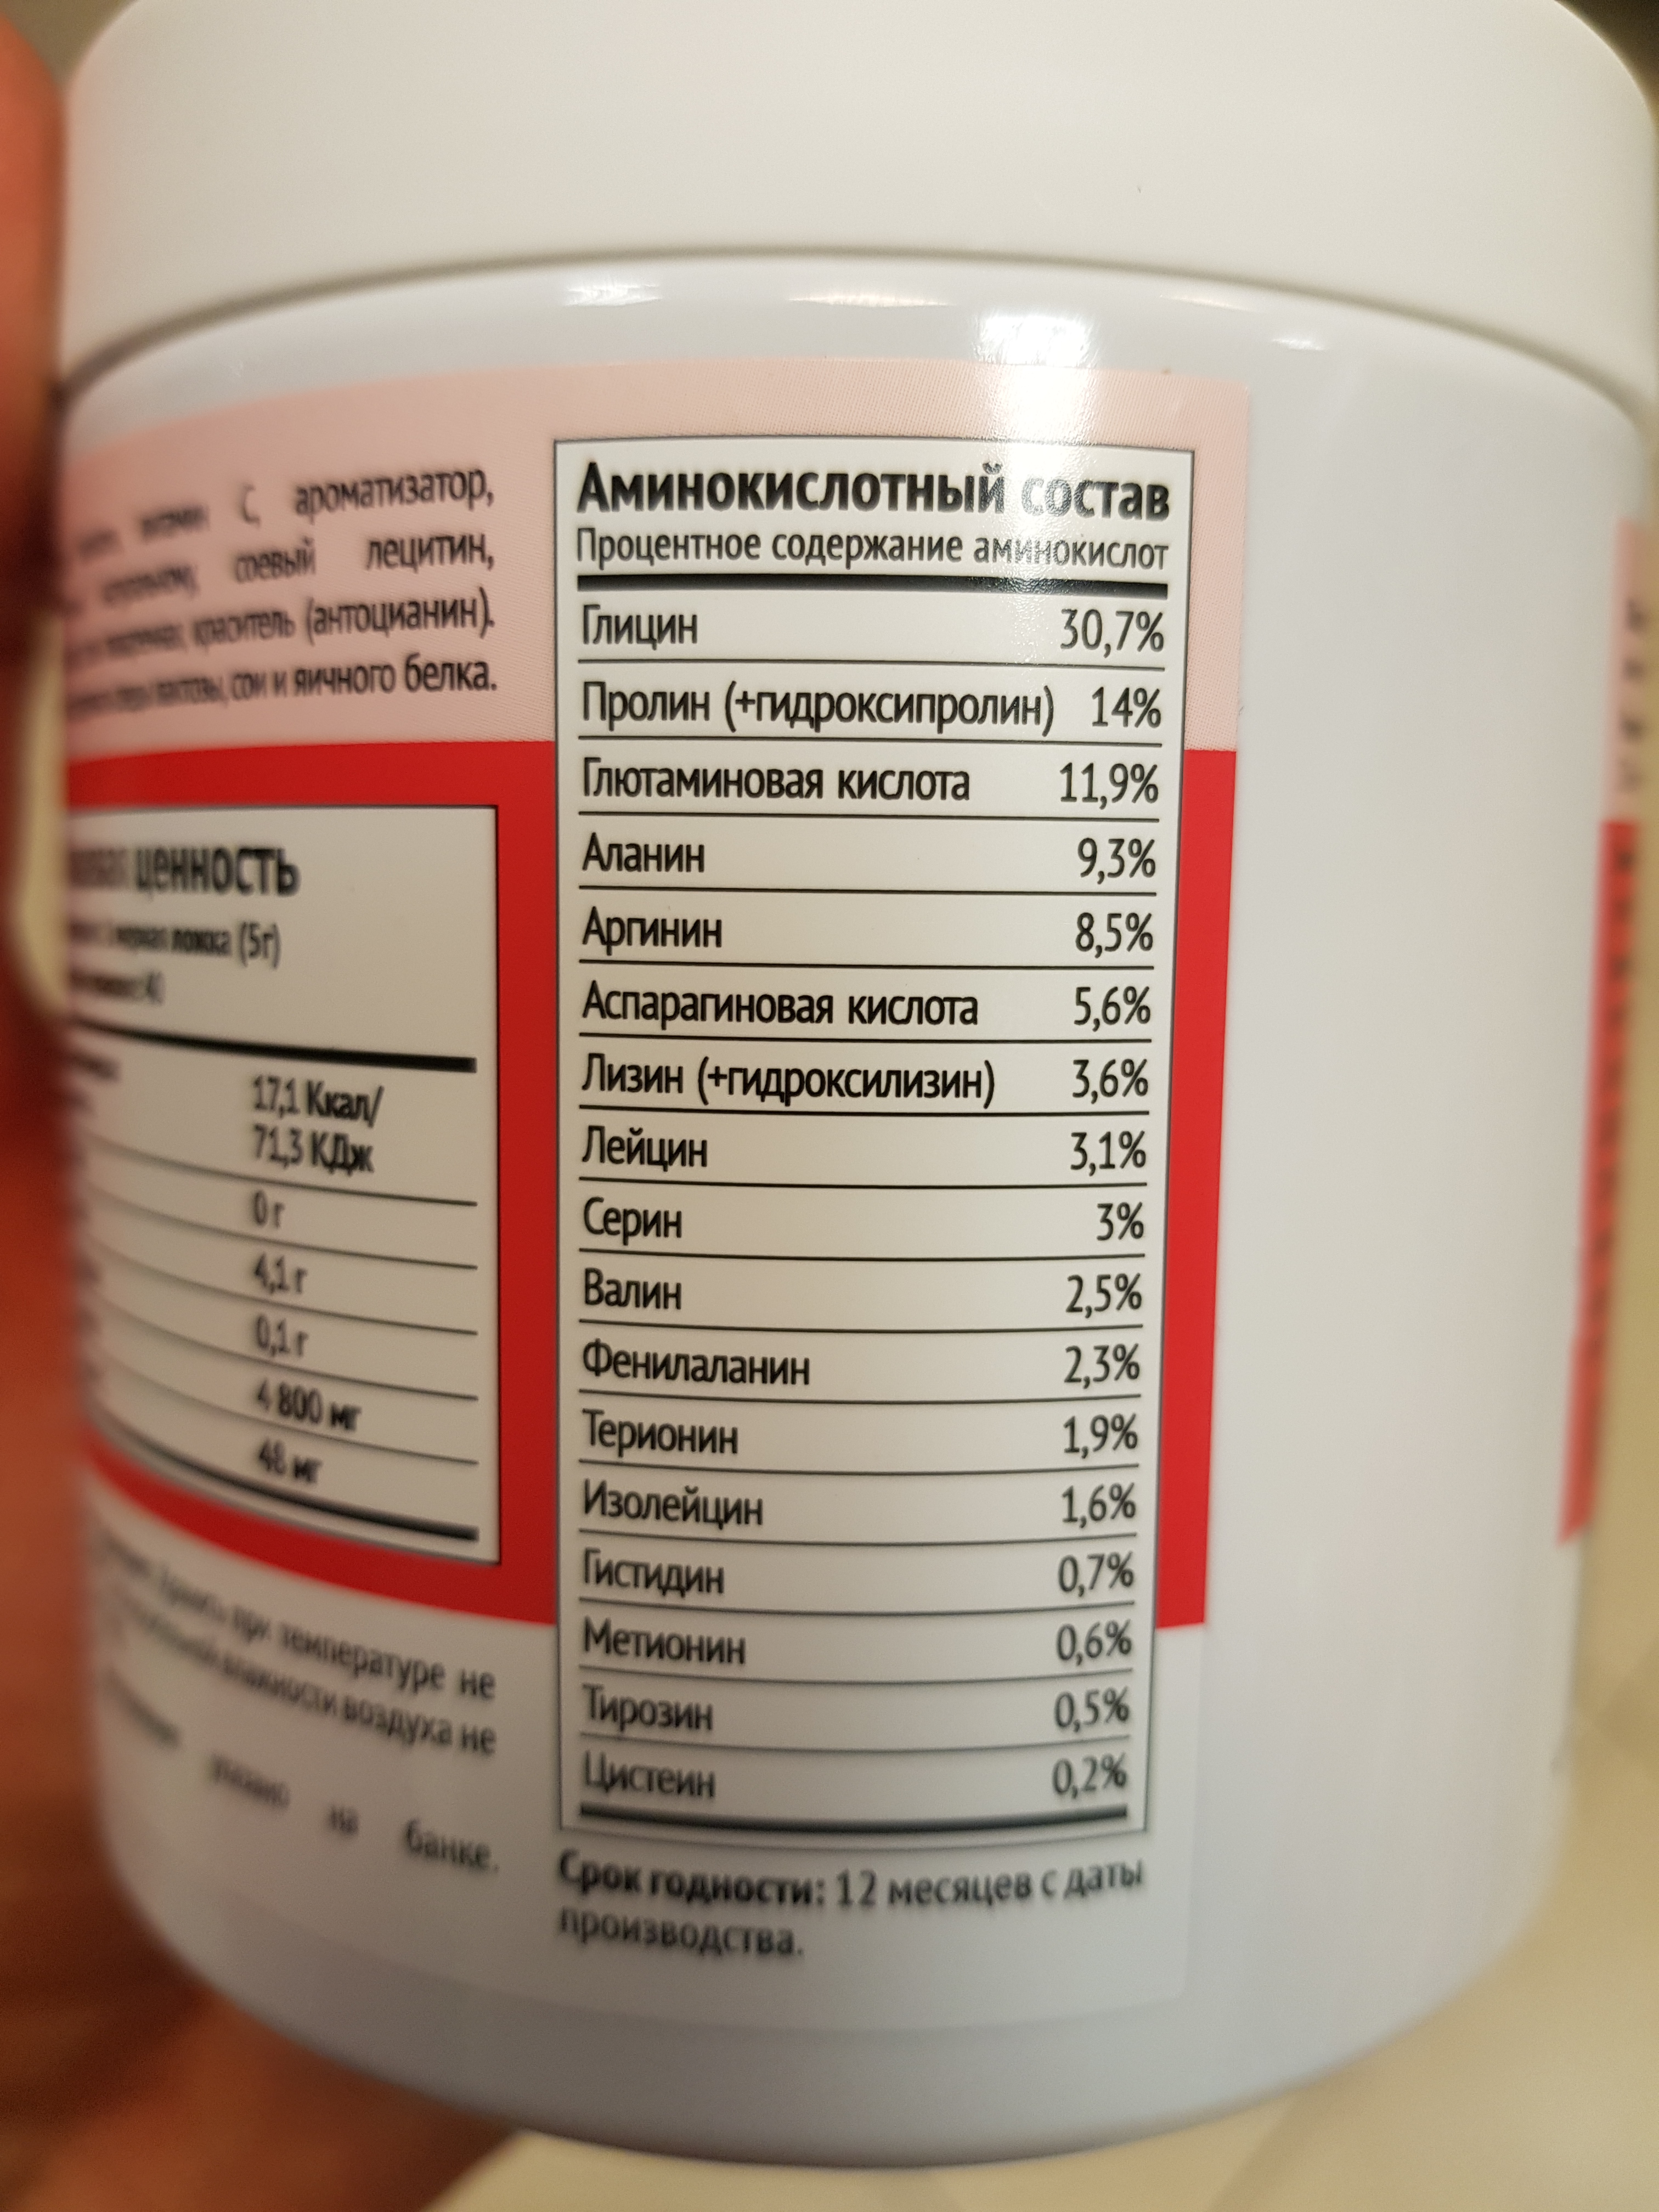 С, ароматизатор,
соевый лецитин,
краситель (антоцианин).
сои и яичного белка.
ценность
ложка (5г)
17,1 Ккал/
71,3 КДж
0 г
4,1 г
0,1 г
4 800 мг
48 мг
при температуре не
влажности воздуха не
указано на банке.
Аминокислотный состав
Процентное содержание аминокислот
Глицин 30,7%
Пролин (+гидроксипролин) 14%
Глютаминовая кислота 11,9%
Аланин 9,3%
Аргинин 8,5%
Аспарагиновая кислота 5,6%
Лизин (+гидроксилизин) 3,6%
Лейцин 3,1%
Серин 3%
Валин 2,5%
Фенилаланин 2,3%
Терионин 1,9%
Изолейцин 1,6%
Гистидин 0,7%
Метионин 0,6%
Тирозин 0,5%
Цистеин 0,2%
Срок годности: 12 месяцев с даты
производства.